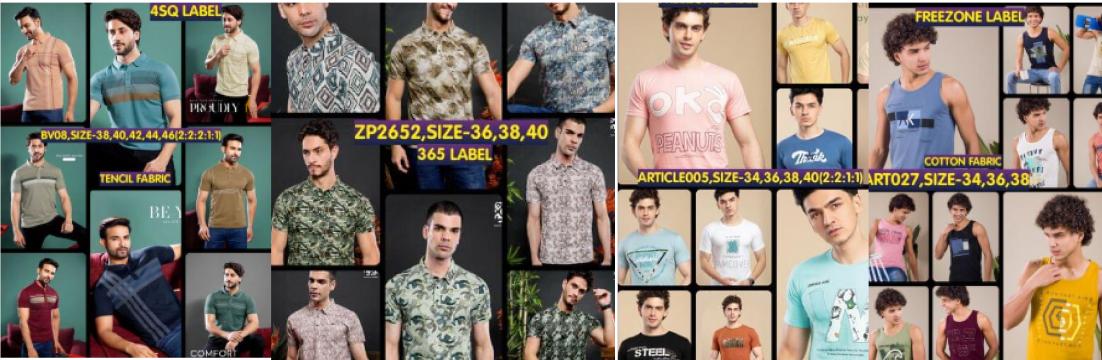 4SQ LABEL
PROUDLY
BV08,SIZE-38,40,42,44,46(2:2:2:1:1)
TENCIL FABRIC
BE
COMFORT
ZP2652,SIZE-36,38,40
365 LABEL
OK
PEANUTS
Think
ARTICLE005,SIZE-34,36,38,40(2:2:1:1)
STEEL
FREEZONE LABEL
COTTON FABRIC
ART027,SIZE-34,36,38